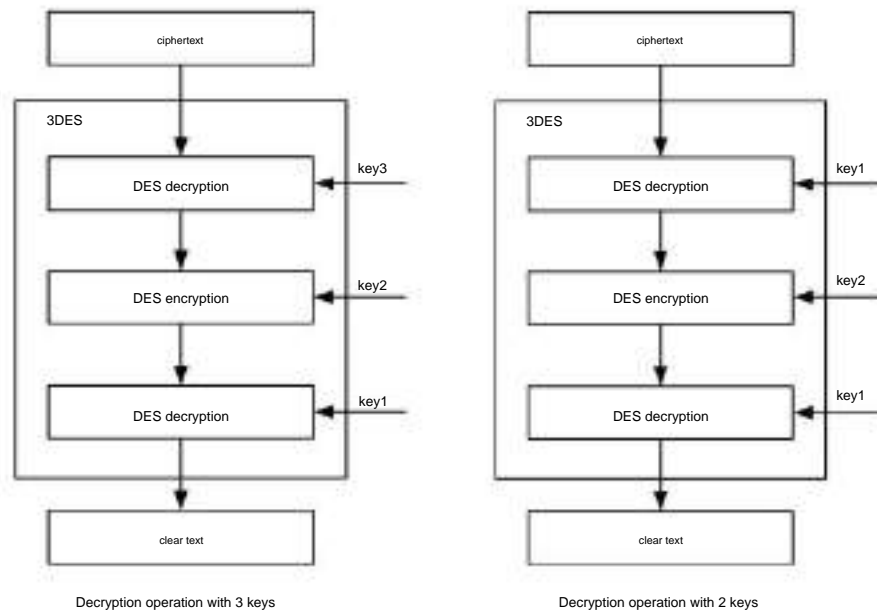 ciphertext
3DES
DES decryption
key3
DES encryption
key2
DES decryption
key1
clear text
Decryption operation with 3 keys
ciphertext
3DES
DES decryption
key1
DES encryption
key2
DES decryption
key1
clear text
Decryption operation with 2 keys